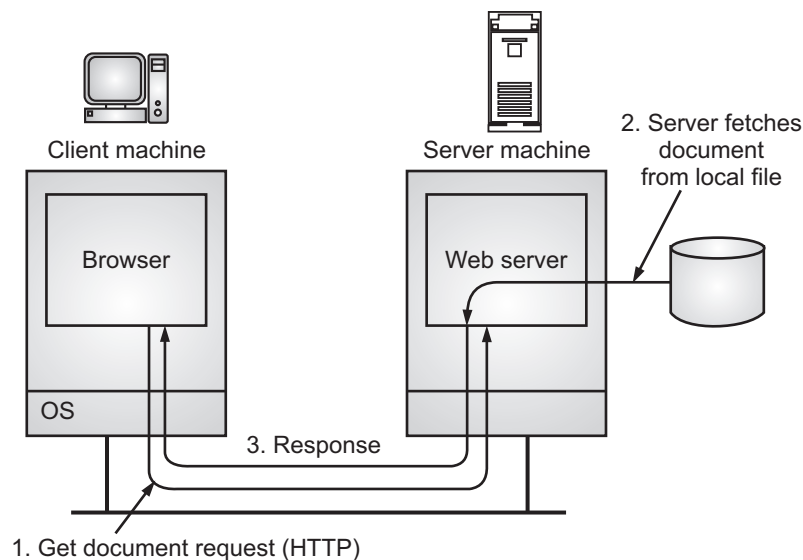 Client machine
Server machine
2. Server fetches
document
from local file
Browser
Web server
OS
3. Response
1. Get document request (HTTP)